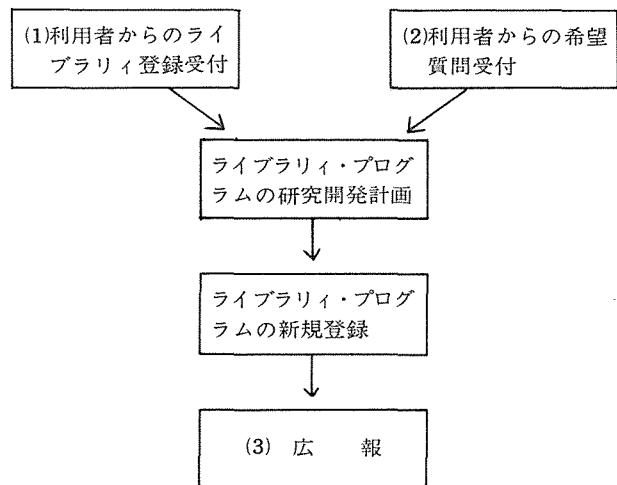 (1)利用者からのライ
ブラリィ登録受付
(2)利用者からの希望
質問受付
ライブラリィ・プログ
ラムの研究開発計画
ライブラリィ・プログ
ラムの新規登録
(3) 広 報